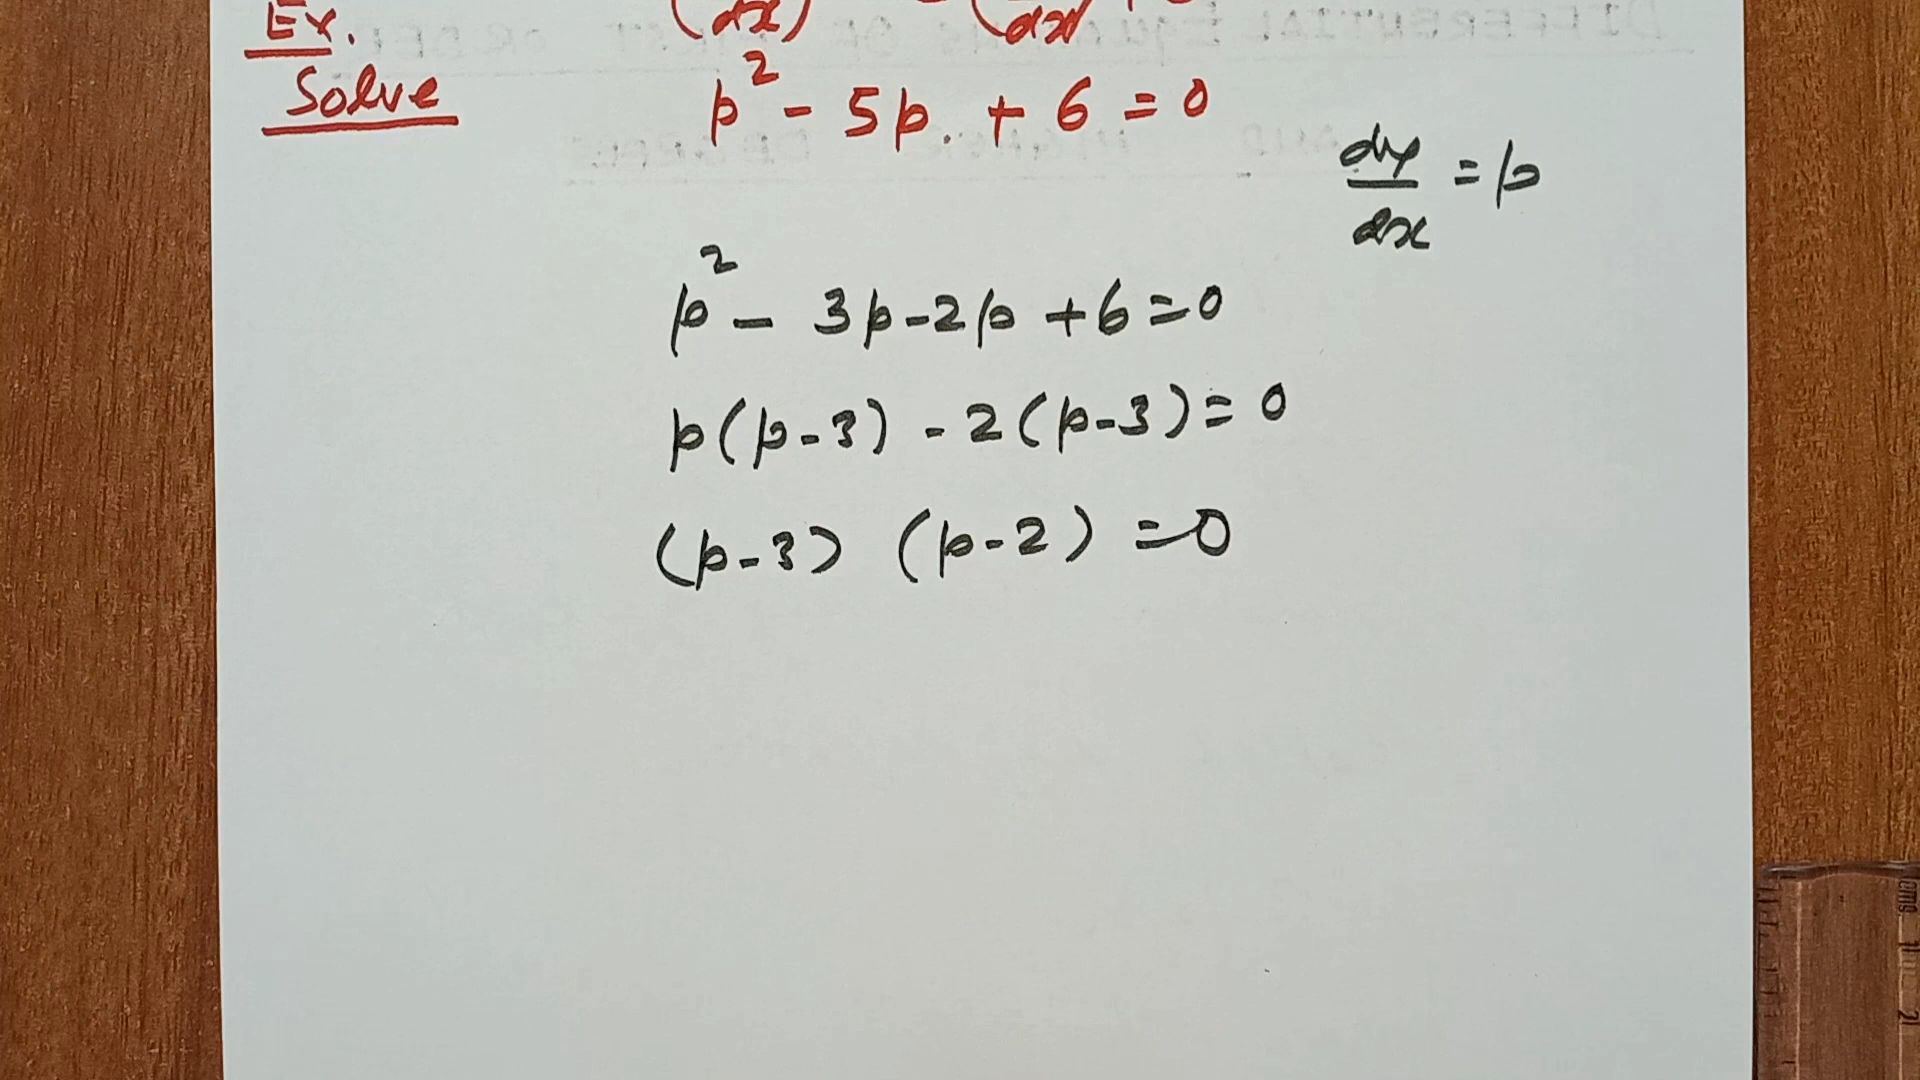 Ex.
Solve
p² - 5p. + 6 = 0
dy/dx = p
p² - 3p - 2p + 6 = 0
p(p-3) - 2(p-3) = 0
(p-3) (p-2) = 0